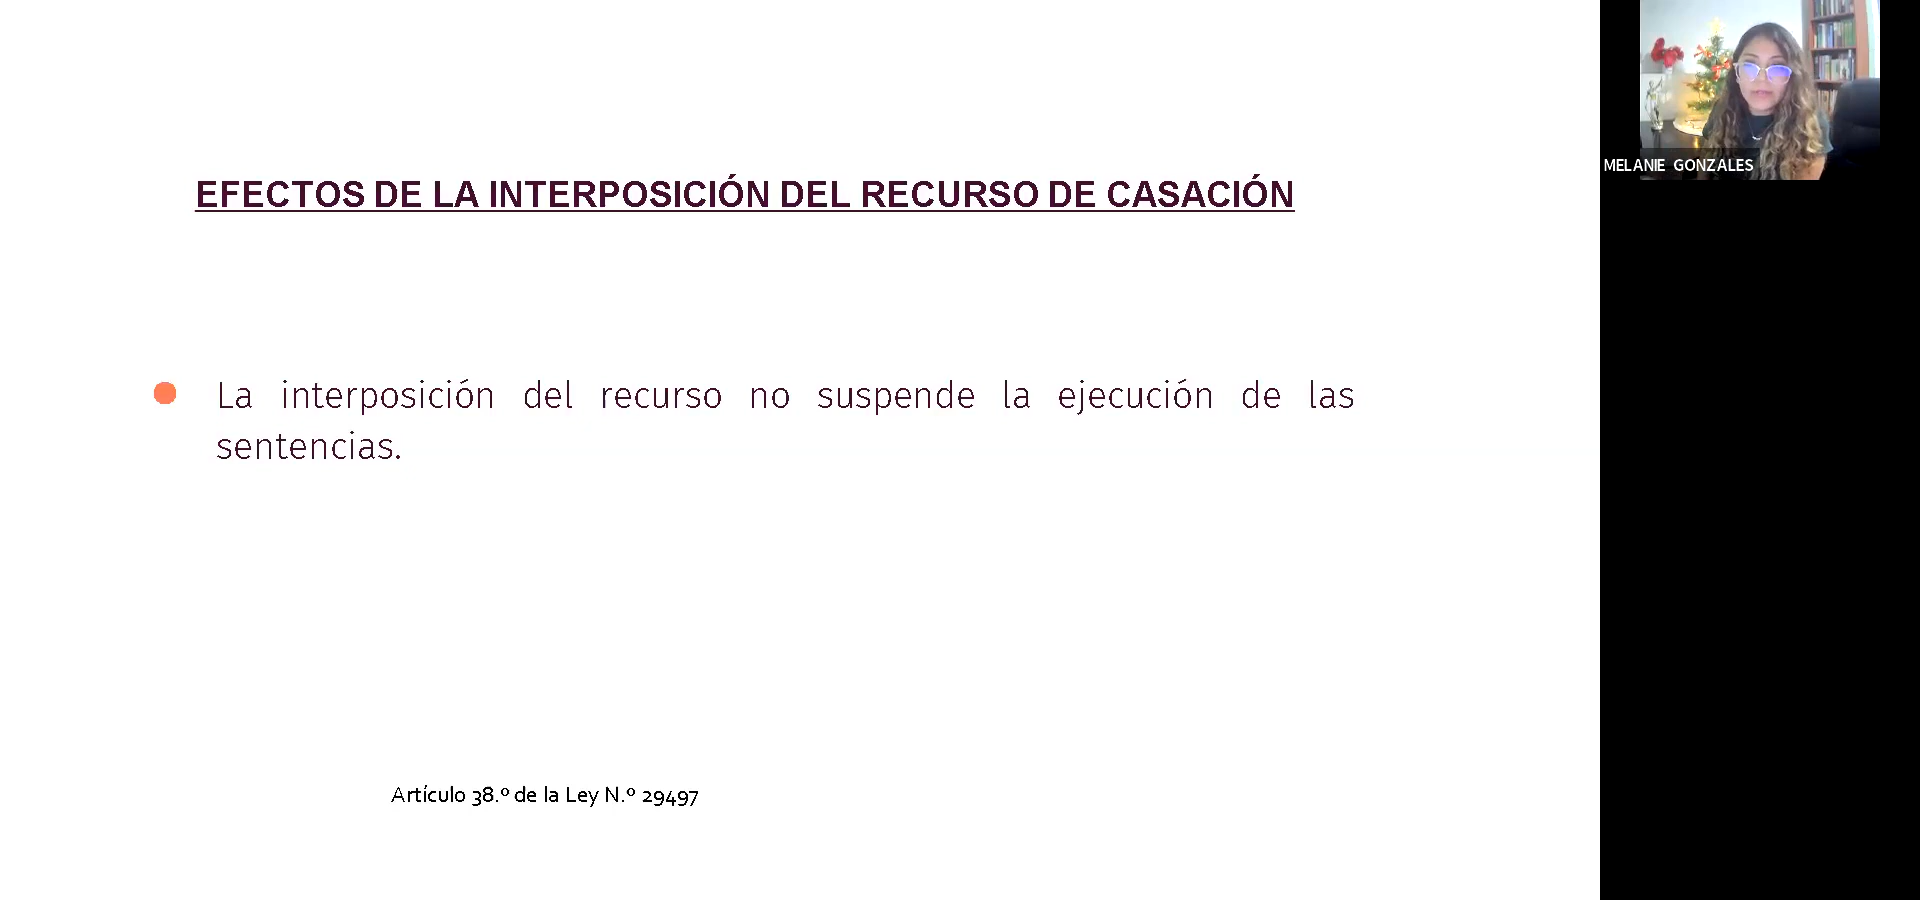 EFECTOS DE LA INTERPOSICIÓN DEL RECURSO DE CASACIÓN
La interposición del recurso no suspende la ejecución de las
sentencias.
Artículo 38.º de la Ley N.º 29497
MELANIE GONZALES